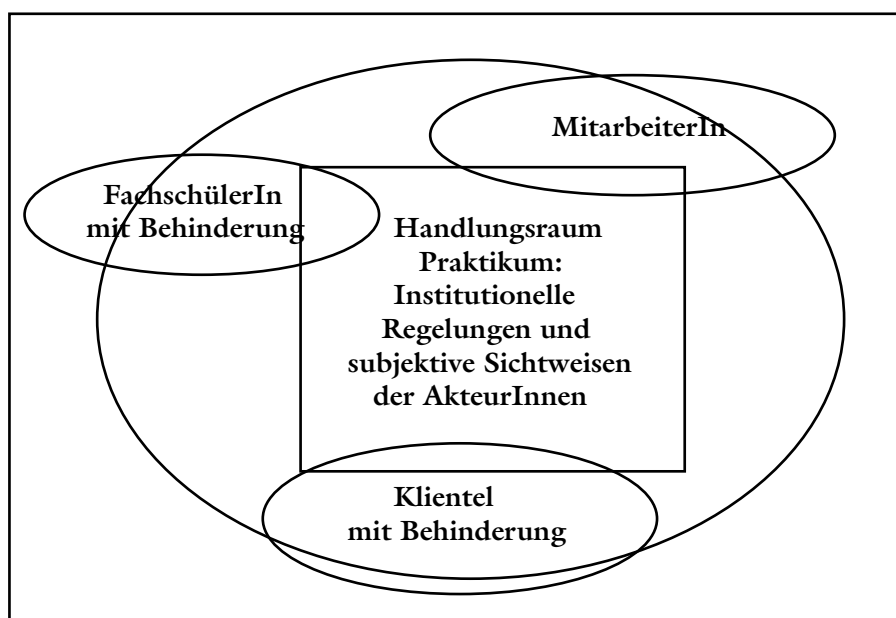 MitarbeiterIn
FachschülerIn
mit Behinderung
Handlungsraum
Praktikum:
Institutionelle
Regelungen und
subjektive Sichtweisen
der AkteurInnen
Klientel
mit Behinderung